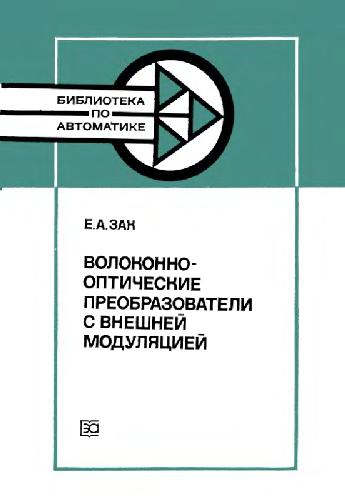 БИБЛИОТЕКА
ПО
АВТОМАТИКЕ
Е.А.ЗАК
ВОЛОКОННО-
ОПТИЧЕСКИЕ
ПРЕОБРАЗОВАТЕЛИ
С ВНЕШНЕЙ
МОДУЛЯЦИЕЙ